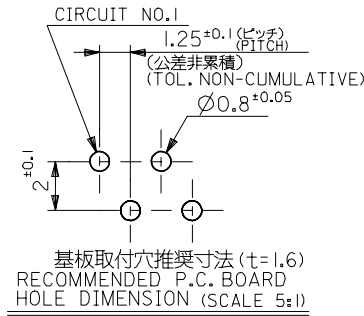 CIRCUIT NO.1
1.25±0.1(ピッチ)
(PITCH)
(公差非累積)
(TOL. NON-CUMULATIVE)
Ø0.8±0.05
2±0.1
基板取付穴推奨寸法(t=1.6)
RECOMMENDED P.C. BOARD
HOLE DIMENSION (SCALE 5:1)